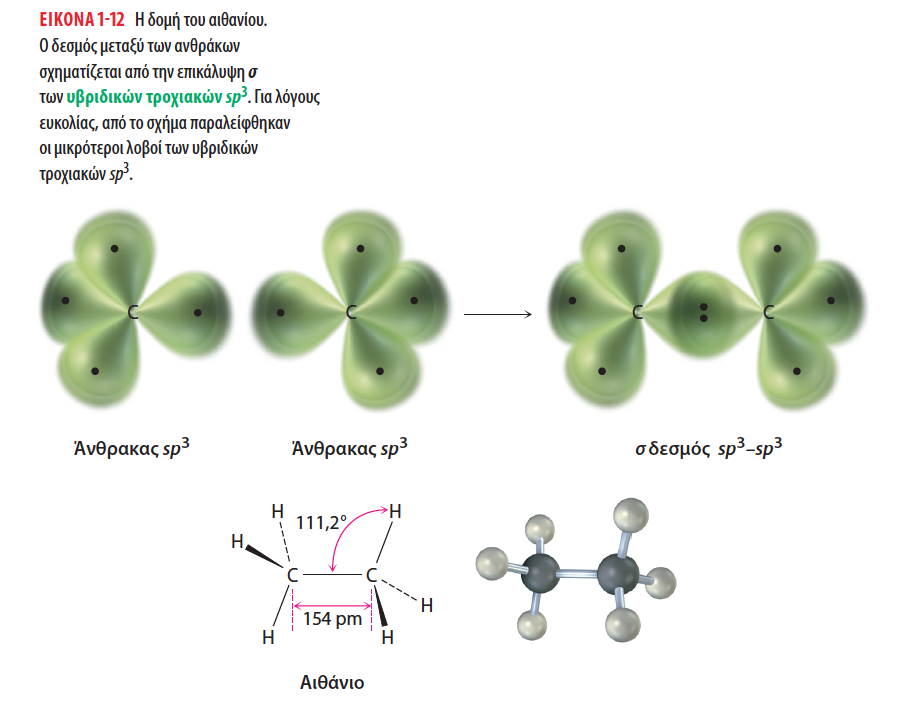 ΕΙΚΟΝΑ 1-12 Η δομή του αιθανίου.
Ο δεσμός μεταξύ των ανθράκων
σχηματίζεται από την επικάλυψη σ
των υβριδικών τροχιακών sp³. Για λόγους
ευκολίας, από το σχήμα παραλείφθηκαν
οι μικρότεροι λοβοί των υβριδικών
τροχιακών sp³.
C C C C
Άνθρακας sp³ Άνθρακας sp³ σ δεσμός sp³–sp³
H 111,2° H
H
C C
H
154 pm
H H
Αιθάνιο